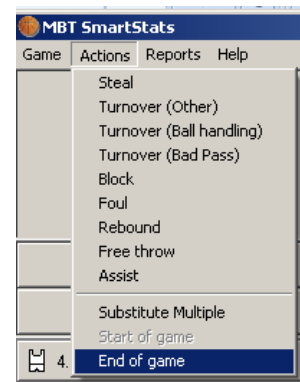 MBT SmartStats
Game Actions Reports Help
Steal
Turnover (Other)
Turnover (Ball handling)
Turnover (Bad Pass)
Block
Foul
Rebound
Free throw
Assist
Substitute Multiple
Start of game
4. End of game